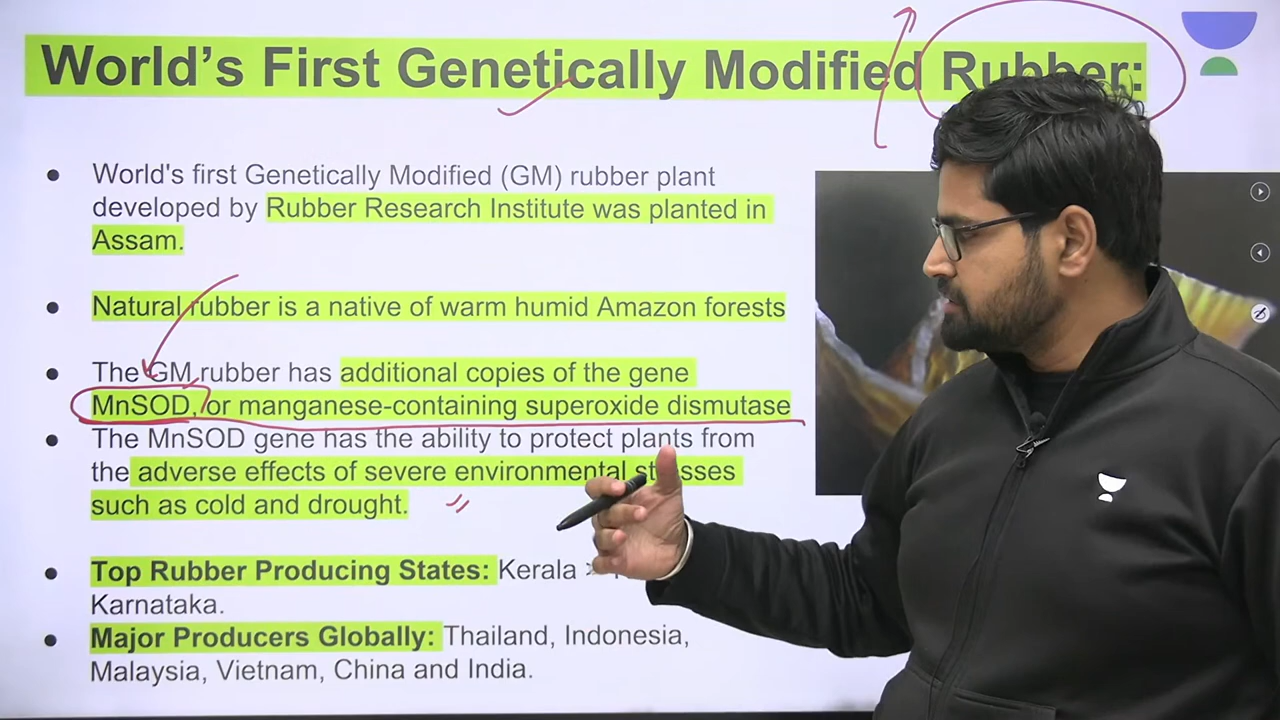 World's First Genetically Modified Rubber:
World's first Genetically Modified (GM) rubber plant
developed by Rubber Research Institute was planted in
Assam.
Natural rubber is a native of warm humid Amazon forests
The GM rubber has additional copies of the gene
MnSOD, or manganese-containing superoxide dismutase
The MnSOD gene has the ability to protect plants from
the adverse effects of severe environmental stresses
such as cold and drought.
Top Rubber Producing States: Kerala >
Karnataka.
Major Producers Globally: Thailand, Indonesia,
Malaysia, Vietnam, China and India.